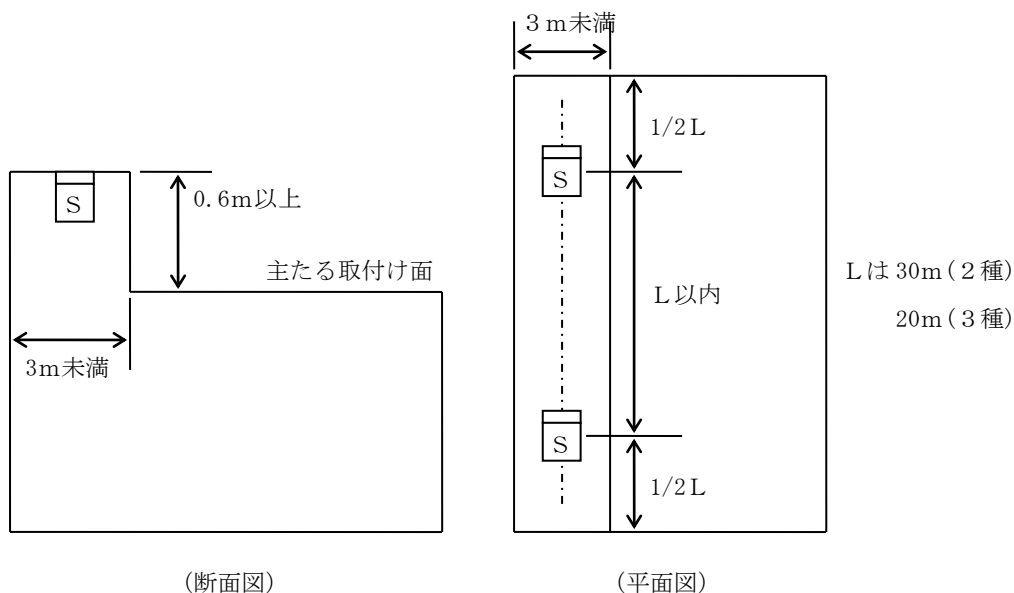 3m未満
1/2L
S
S
0.6m以上
主たる取付け面
L以内
Lは30m(2種)
20m(3種)
3m未満
S
1/2L
(断面図)
(平面図)